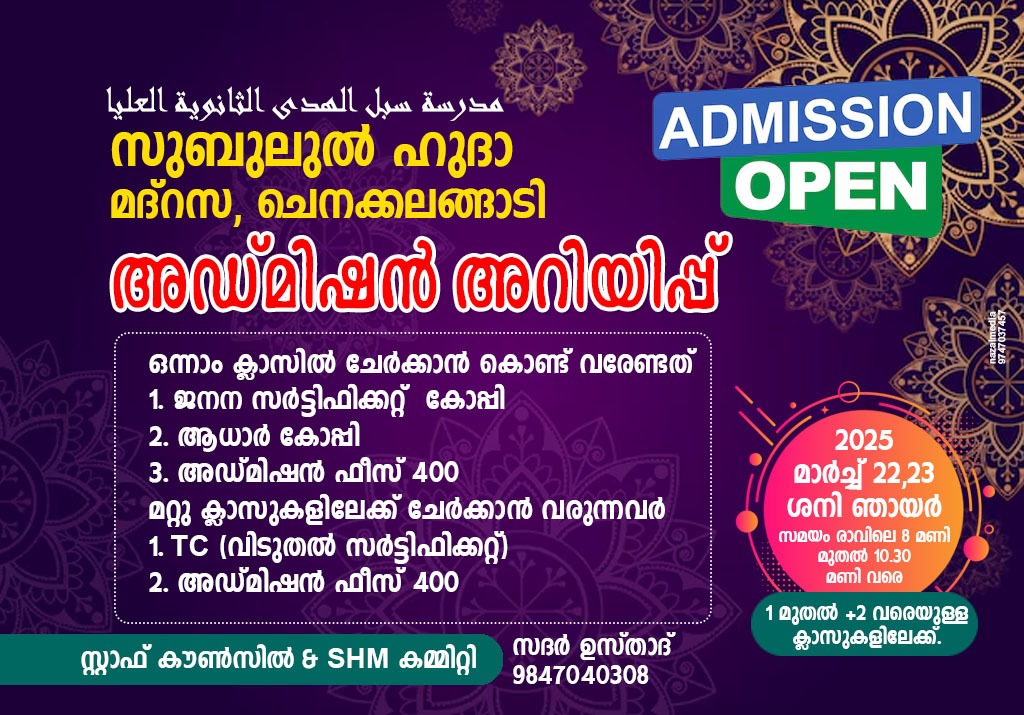 مدرسة سبل الهدى الثانوية العليا
സുബുലുൽ ഹുദാ
മദ്റസ, ചെനക്കലങ്ങാടി
അഡ്മിഷൻ അറിയിപ്പ്
ADMISSION
OPEN
ഒന്നാം ക്ലാസിൽ ചേർക്കാൻ കൊണ്ട് വരേണ്ടത്
1. ജനന സർട്ടിഫിക്കറ്റ് കോപ്പി
2. ആധാർ കോപ്പി
3. അഡ്മിഷൻ ഫീസ് 400
മറ്റു ക്ലാസുകളിലേക്ക് ചേർക്കാൻ വരുന്നവർ
1. TC (വിടുതൽ സർട്ടിഫിക്കറ്റ്)
2. അഡ്മിഷൻ ഫീസ് 400
2025
മാർച്ച് 22,23
ശനി ഞായർ
സമയം രാവിലെ 8 മണി
മുതൽ 10.30
മണി വരെ
1 മുതൽ +2 വരെയുള്ള
ക്ലാസുകളിലേക്ക്.
സ്റ്റാഫ് കൗൺസിൽ & SHM കമ്മിറ്റി
സദർ ഉസ്താദ്
9847040308
nazalmedia
9747037457